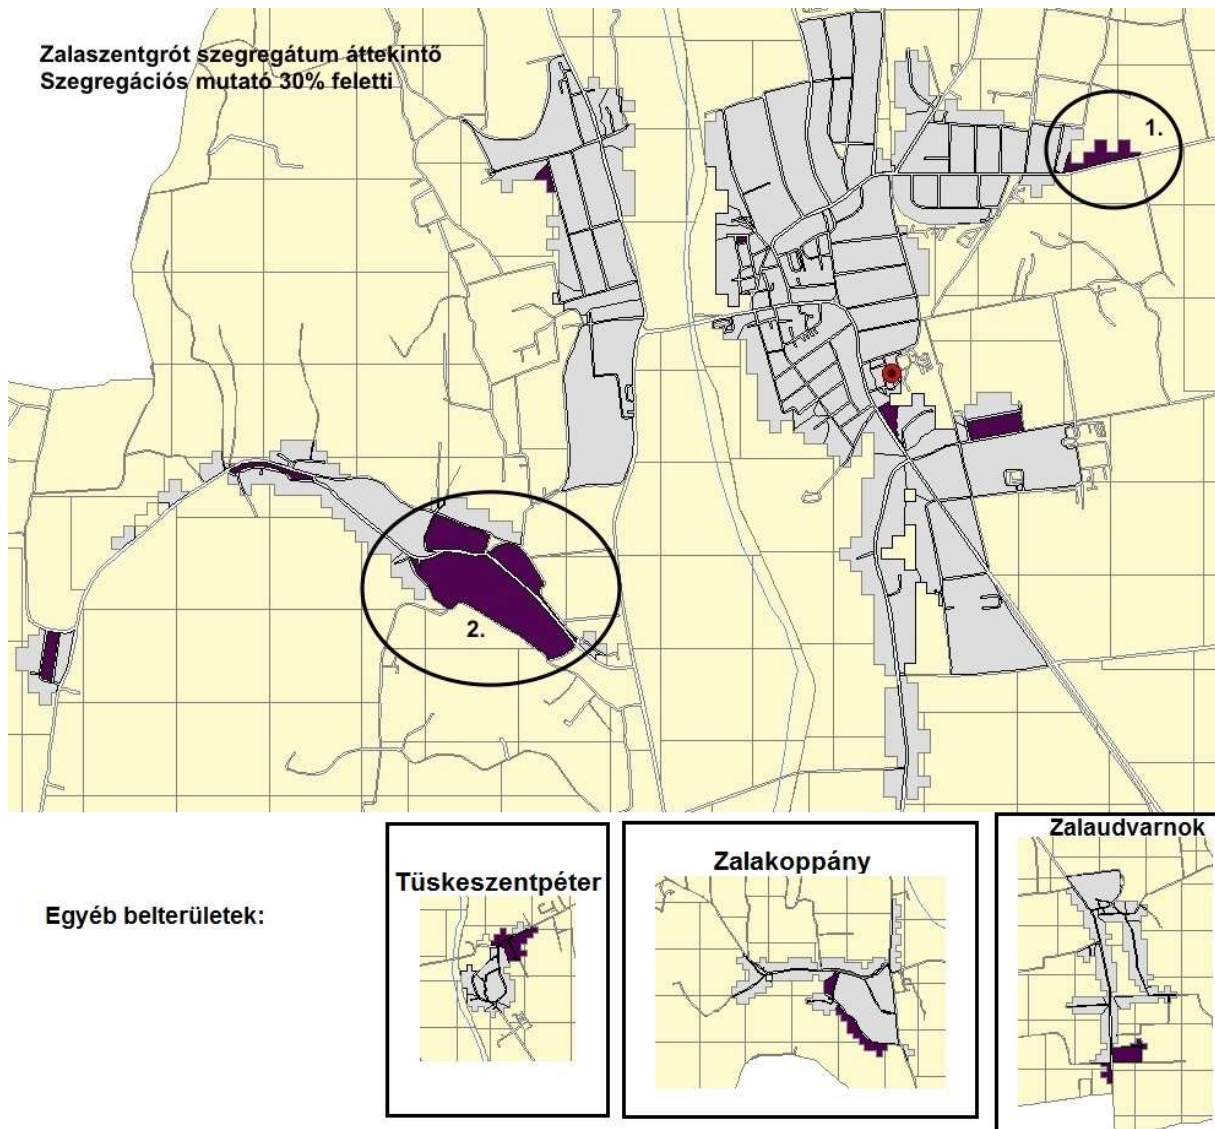 Zalaszentgrót szegregátum áttekintő
Szegregációs mutató 30% feletti
1.
2.
Egyéb belterületek:
Tüskeszentpéter
Zalakoppány
Zalaudvarnok